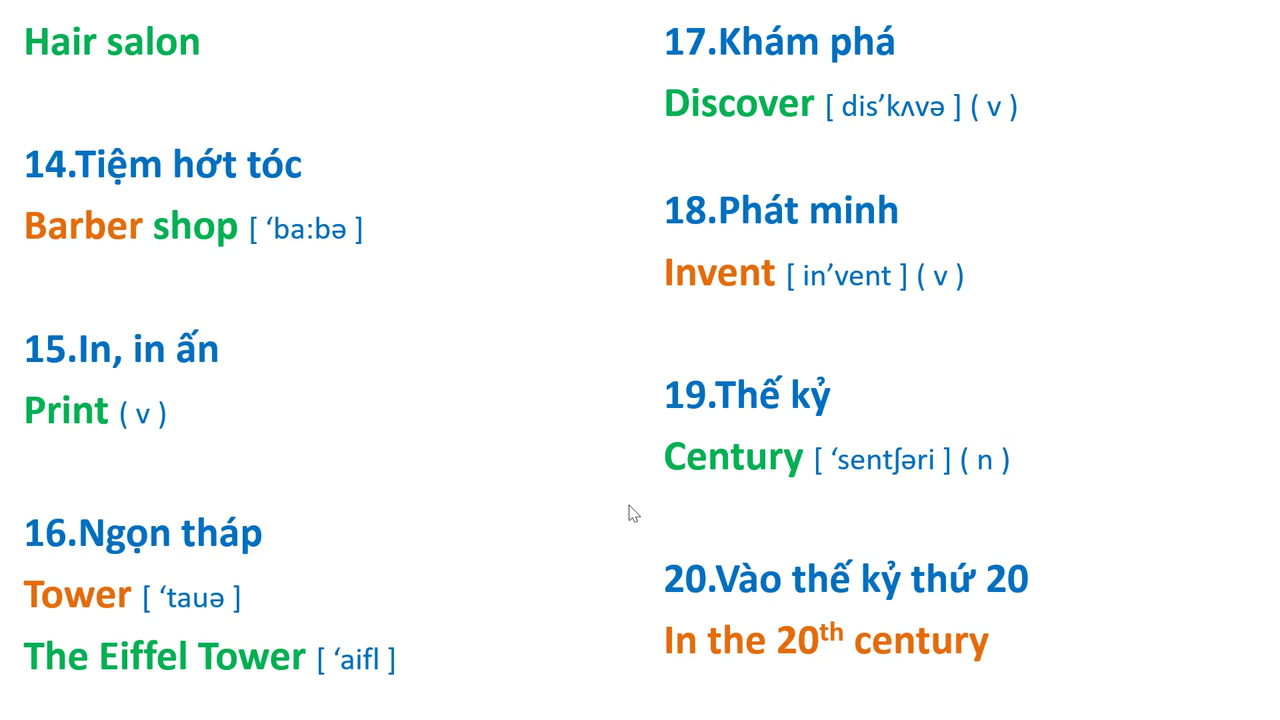 Hair salon
14.Tiệm hớt tóc
Barber shop [ ‘ba:bə ]
15.In, in ấn
Print ( v )
16.Ngọn tháp
Tower [ ‘tauə ]
The Eiffel Tower [ ‘aifl ]
17.Khám phá
Discover [ dis’kʌvə ] ( v )
18.Phát minh
Invent [ in’vent ] ( v )
19.Thế kỷ
Century [ ‘sentʃəri ] ( n )
20.Vào thế kỷ thứ 20
In the 20th century